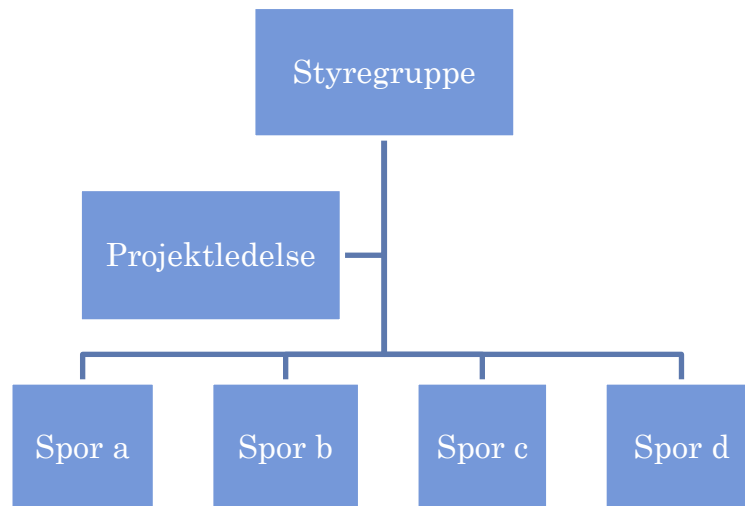 Styregruppe
Projektledelse
Spor a
Spor b
Spor c
Spor d